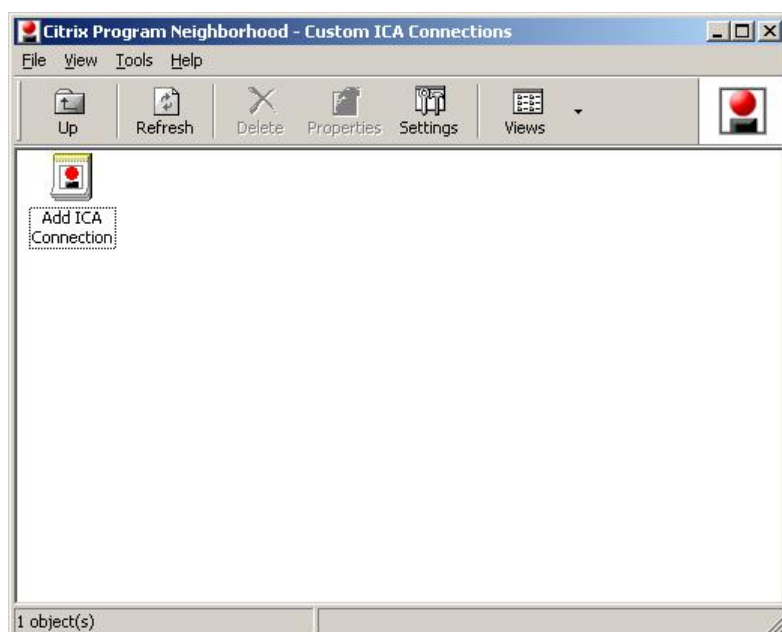 Citrix Program Neighborhood - Custom ICA Connections
File View Tools Help
Up Refresh Delete Properties Settings Views
Add ICA
Connection
1 object(s)